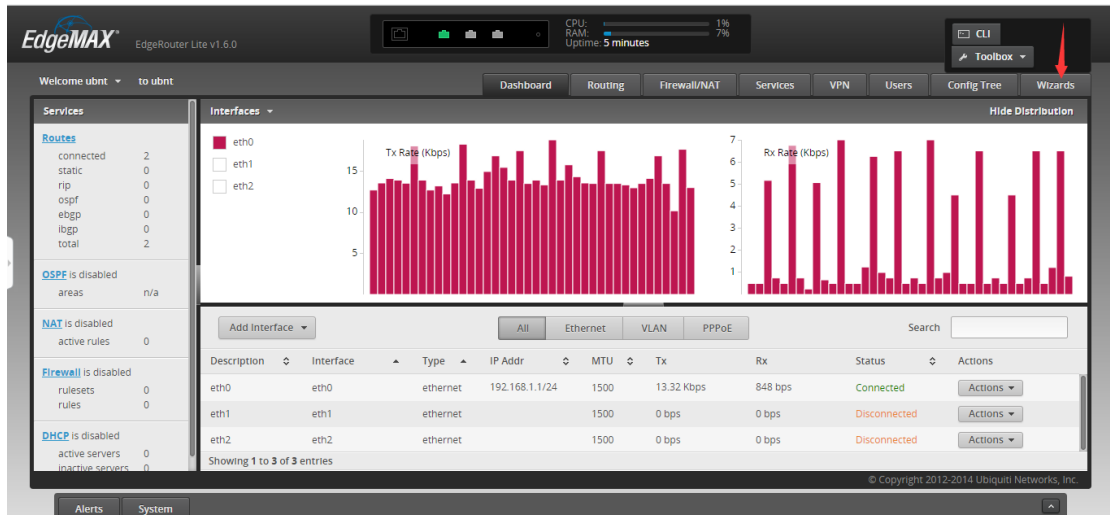 EdgeMAX® EdgeRouter Lite v1.6.0
CPU: 1%
RAM: 7%
Uptime: 5 minutes
CLI
Toolbox
Welcome ubnt to ubnt
Dashboard Routing Firewall/NAT Services VPN Users Config Tree Wizards
Services
Routes
connected 2
static 0
rip 0
ospf 0
ebgp 0
ibgp 0
total 2
OSPF is disabled
areas n/a
NAT is disabled
active rules 0
Firewall is disabled
rulesets 0
rules 0
DHCP is disabled
active servers 0
inactive servers 0
Interfaces Hide Distribution
eth0
eth1
eth2
Tx Rate (Kbps)
15
10
5
Rx Rate (Kbps)
7
6
5
4
3
2
1
Add Interface All Ethernet VLAN PPPoE Search
Description Interface Type IP Addr MTU Tx Rx Status Actions
eth0 eth0 ethernet 192.168.1.1/24 1500 13.32 Kbps 848 bps Connected Actions
eth1 eth1 ethernet 1500 0 bps 0 bps Disconnected Actions
eth2 eth2 ethernet 1500 0 bps 0 bps Disconnected Actions
Showing 1 to 3 of 3 entries
© Copyright 2012-2014 Ubiquiti Networks, Inc.
Alerts System